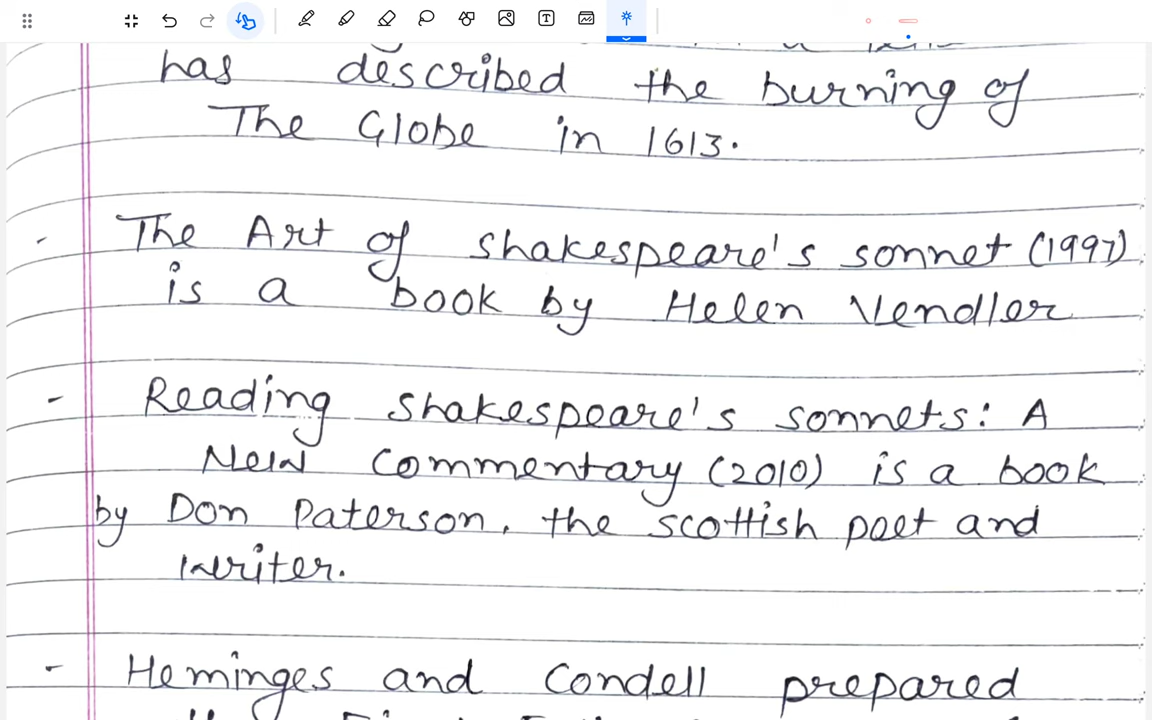 has described the burning of
The Globe in 1613.
- The Art of Shakespeare's sonnet (1997)
is a book by Helen Vendler
- Reading Shakespeare's sonnets: A
New Commentary (2010) is a book
by Don Paterson, the scottish poet and
writer.
- Heminges and Condell prepared